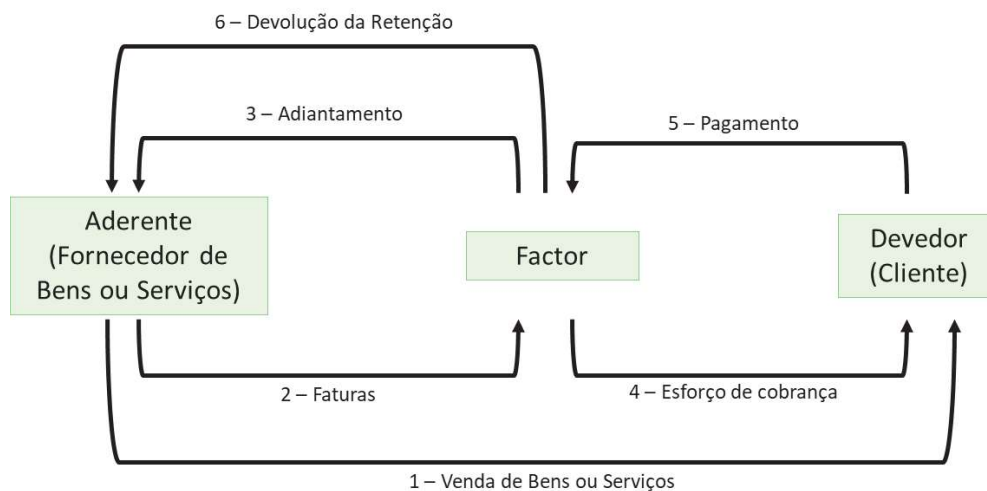 6 – Devolução da Retenção
3 – Adiantamento
5 – Pagamento
Aderente
(Fornecedor de
Bens ou Serviços)
Factor
Devedor
(Cliente)
2 – Faturas
4 – Esforço de cobrança
1 – Venda de Bens ou Serviços